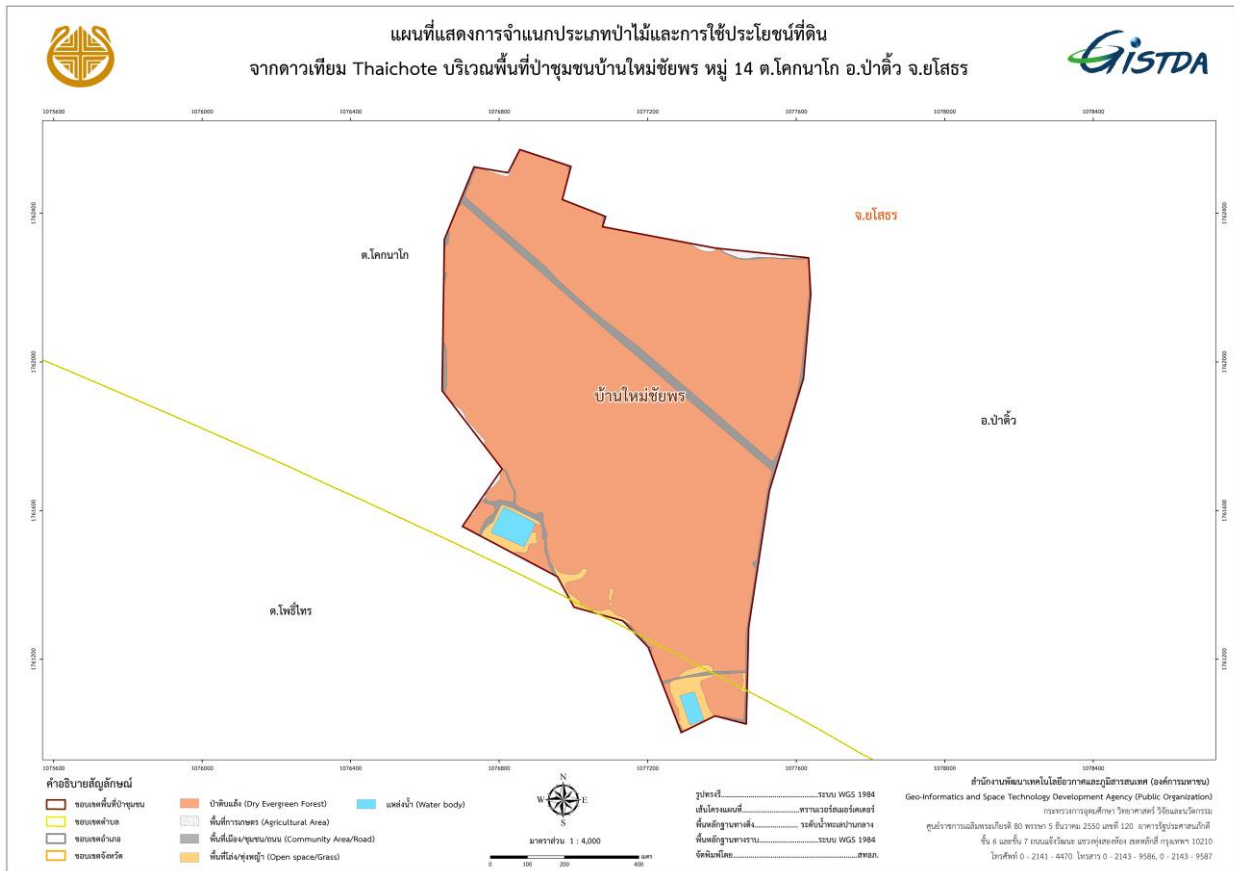 แผนที่แสดงการจำแนกประเภทป่าไม้และการใช้ประโยชน์ที่ดิน
จากดาวเทียม Thaichote บริเวณพื้นที่ป่าชุมชนบ้านใหม่ชัยพร หมู่ 14 ต.โคกนาโก อ.ป่าติ้ว จ.ยโสธร
GISTDA
1075600 1076000 1076400 1076800 1077200 1077600 1078000 1078400
1762400 1762400
จ.ยโสธร
ต.โคกนาโก
1762000 1762000
บ้านใหม่ชัยพร
อ.ป่าติ้ว
1761600 1761600
ต.โพธิ์ไทร
1761200 1761200
1075600 1076000 1076400 1076800 1077200 1077600 1078000 1078400
คำอธิบายสัญลักษณ์
ขอบเขตพื้นที่ป่าชุมชน
ขอบเขตตำบล
ขอบเขตอำเภอ
ขอบเขตจังหวัด
ป่าดิบแล้ง (Dry Evergreen Forest)
พื้นที่การเกษตร (Agricultural Area)
พื้นที่เมือง/ชุมชน/ถนน (Community Area/Road)
พื้นที่โล่ง/ทุ่งหญ้า (Open space/Grass)
แหล่งน้ำ (Water body)
N
W E
S
มาตราส่วน 1 : 4,000
0 100 200 400 เมตร
รูปทรงรี...ระบบ WGS 1984
เส้นโครงแผนที่...ทรานเวอร์สเมอร์เคเตอร์
พื้นหลักฐานทางดิ่ง...ระดับน้ำทะเลปานกลาง
พื้นหลักฐานทางราบ...ระบบ WGS 1984
จัดพิมพ์โดย...สทอภ.
สำนักงานพัฒนาเทคโนโลยีอวกาศและภูมิสารสนเทศ (องค์การมหาชน)
Geo-Informatics and Space Technology Development Agency (Public Organization)
กระทรวงการอุดมศึกษา วิทยาศาสตร์ วิจัยและนวัตกรรม
ศูนย์ราชการเฉลิมพระเกียรติ 80 พรรษา 5 ธันวาคม 2550 เลขที่ 120 อาคารรัฐประศาสนภักดี
ชั้น 6 และชั้น 7 ถนนแจ้งวัฒนะ แขวงทุ่งสองห้อง เขตหลักสี่ กรุงเทพฯ 10210
โทรศัพท์ 0 - 2141 - 4470 โทรสาร 0 - 2143 - 9586, 0 - 2143 - 9587